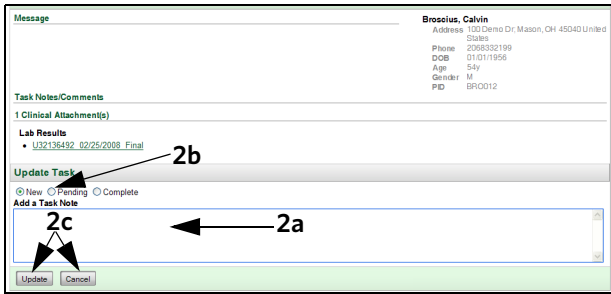 Message
Broscius, Calvin
Address 100 Demo Dr, Mason, OH 45040 United
States
Phone 2068332199
DOB 01/01/1956
Age 54y
Gender M
PID BRO012
Task Notes/Comments
1 Clinical Attachment(s)
Lab Results
• U32136492 02/25/2008 Final
2b
Update Task
New Pending Complete
Add a Task Note
2c
2a
Update Cancel